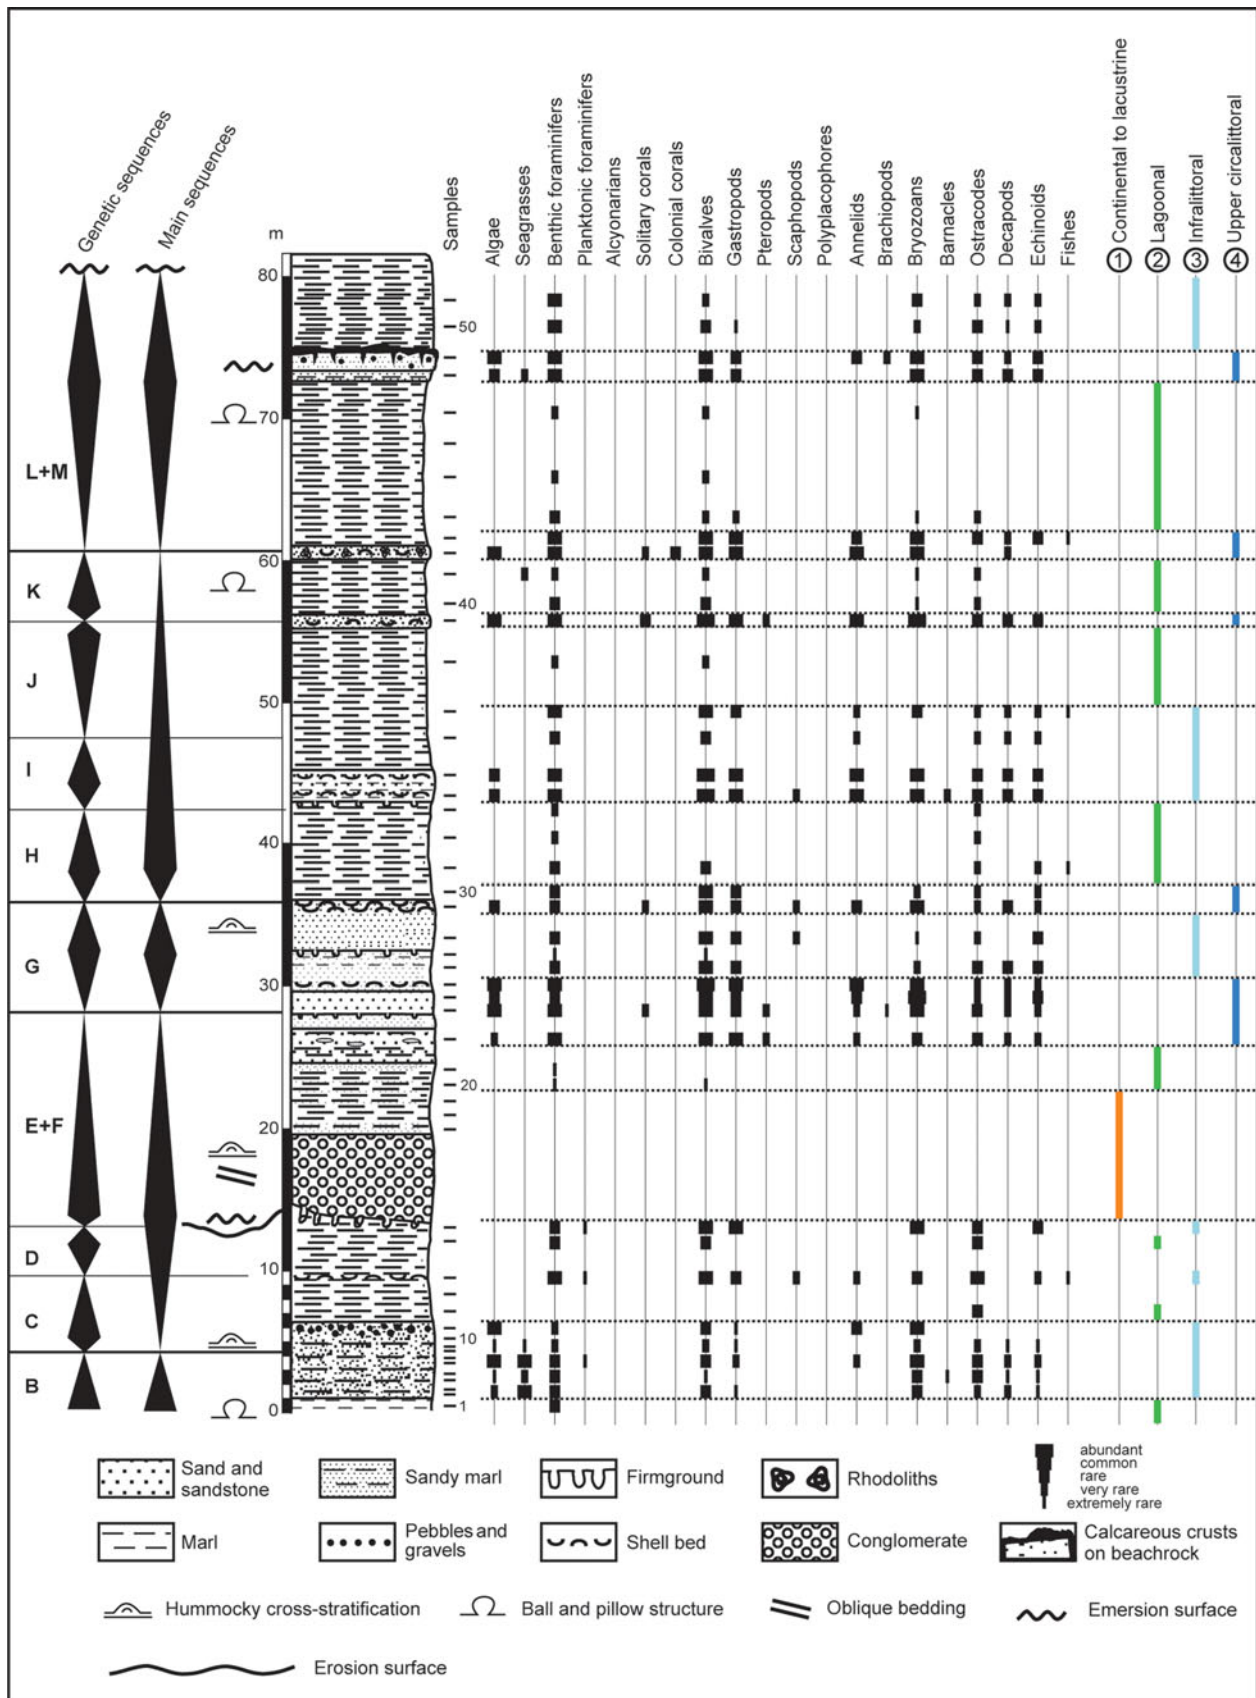 Genetic sequences
Main sequences
m
Samples
Algae
Seagrasses
Benthic foraminifers
Planktonic foraminifers
Alcyonarians
Solitary corals
Colonial corals
Bivalves
Gastropods
Pteropods
Scaphopods
Polyplacophores
Annelids
Brachiopods
Bryozoans
Barnacles
Ostracodes
Decapods
Echinoids
Fishes
① Continental to lacustrine
② Lagoonal
③ Infralittoral
④ Upper circalittoral
80
50
70
L+M
60
K
40
J
50
I
40
H
30
G
30
20
E+F
20
D
10
C
10
B
0
1
Sand and
sandstone
Sandy marl
Firmground
Rhodoliths
abundant
common
rare
very rare
extremely rare
Marl
Pebbles and
gravels
Shell bed
Conglomerate
Calcareous crusts
on beachrock
Hummocky cross-stratification
Ball and pillow structure
Oblique bedding
Emersion surface
Erosion surface